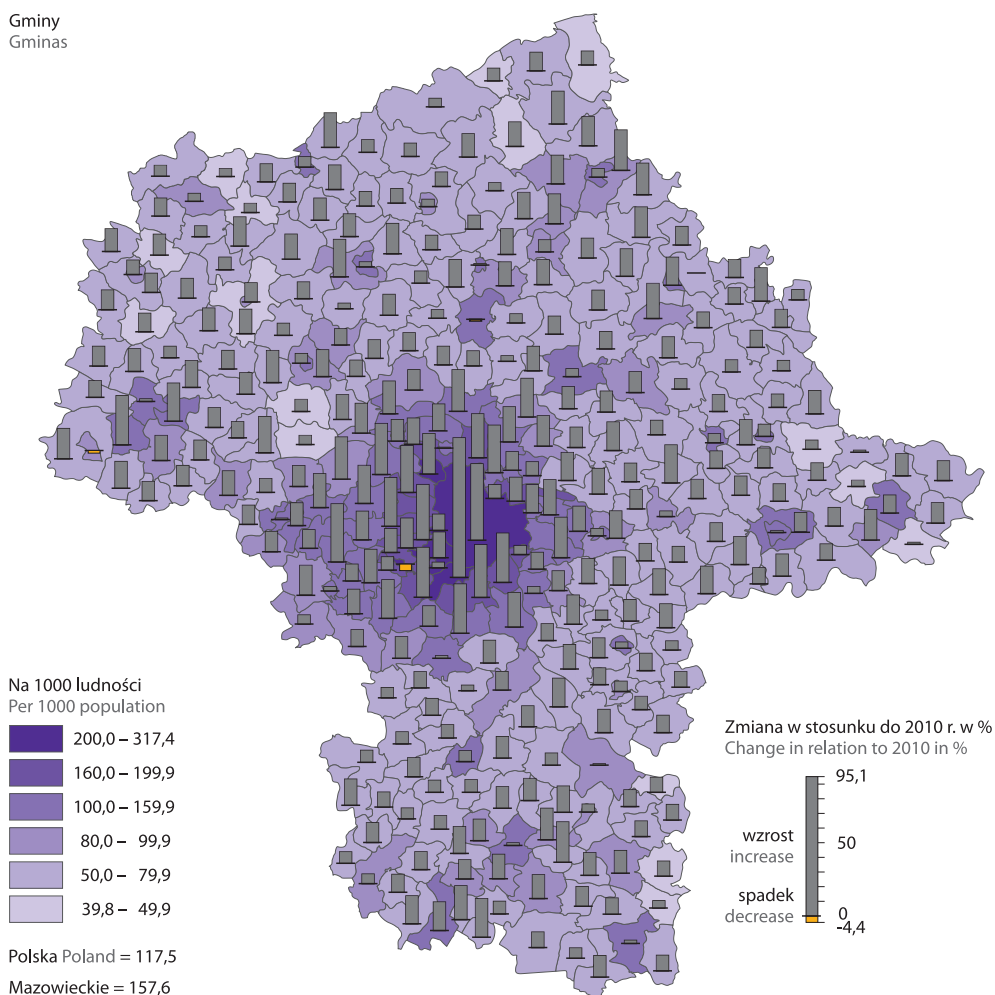 Gminy
Gminas
Na 1000 ludności
Per 1000 population
200,0 – 317,4
160,0 – 199,9
100,0 – 159,9
80,0 – 99,9
50,0 – 79,9
39,8 – 49,9
Polska Poland = 117,5
Mazowieckie = 157,6
Zmiana w stosunku do 2010 r. w %
Change in relation to 2010 in %
95,1
wzrost
50
increase
spadek
0
decrease
-4,4